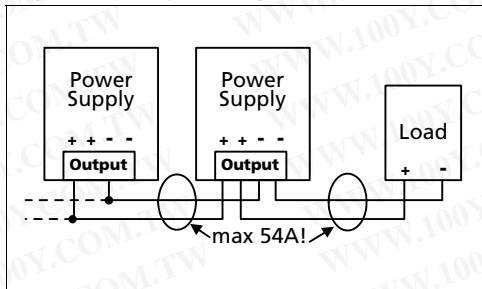 Power
Supply
+ + - -
Output
Power
Supply
+ + - -
Output
Load
+ -
max 54A!
WWW.100Y.COM.TW